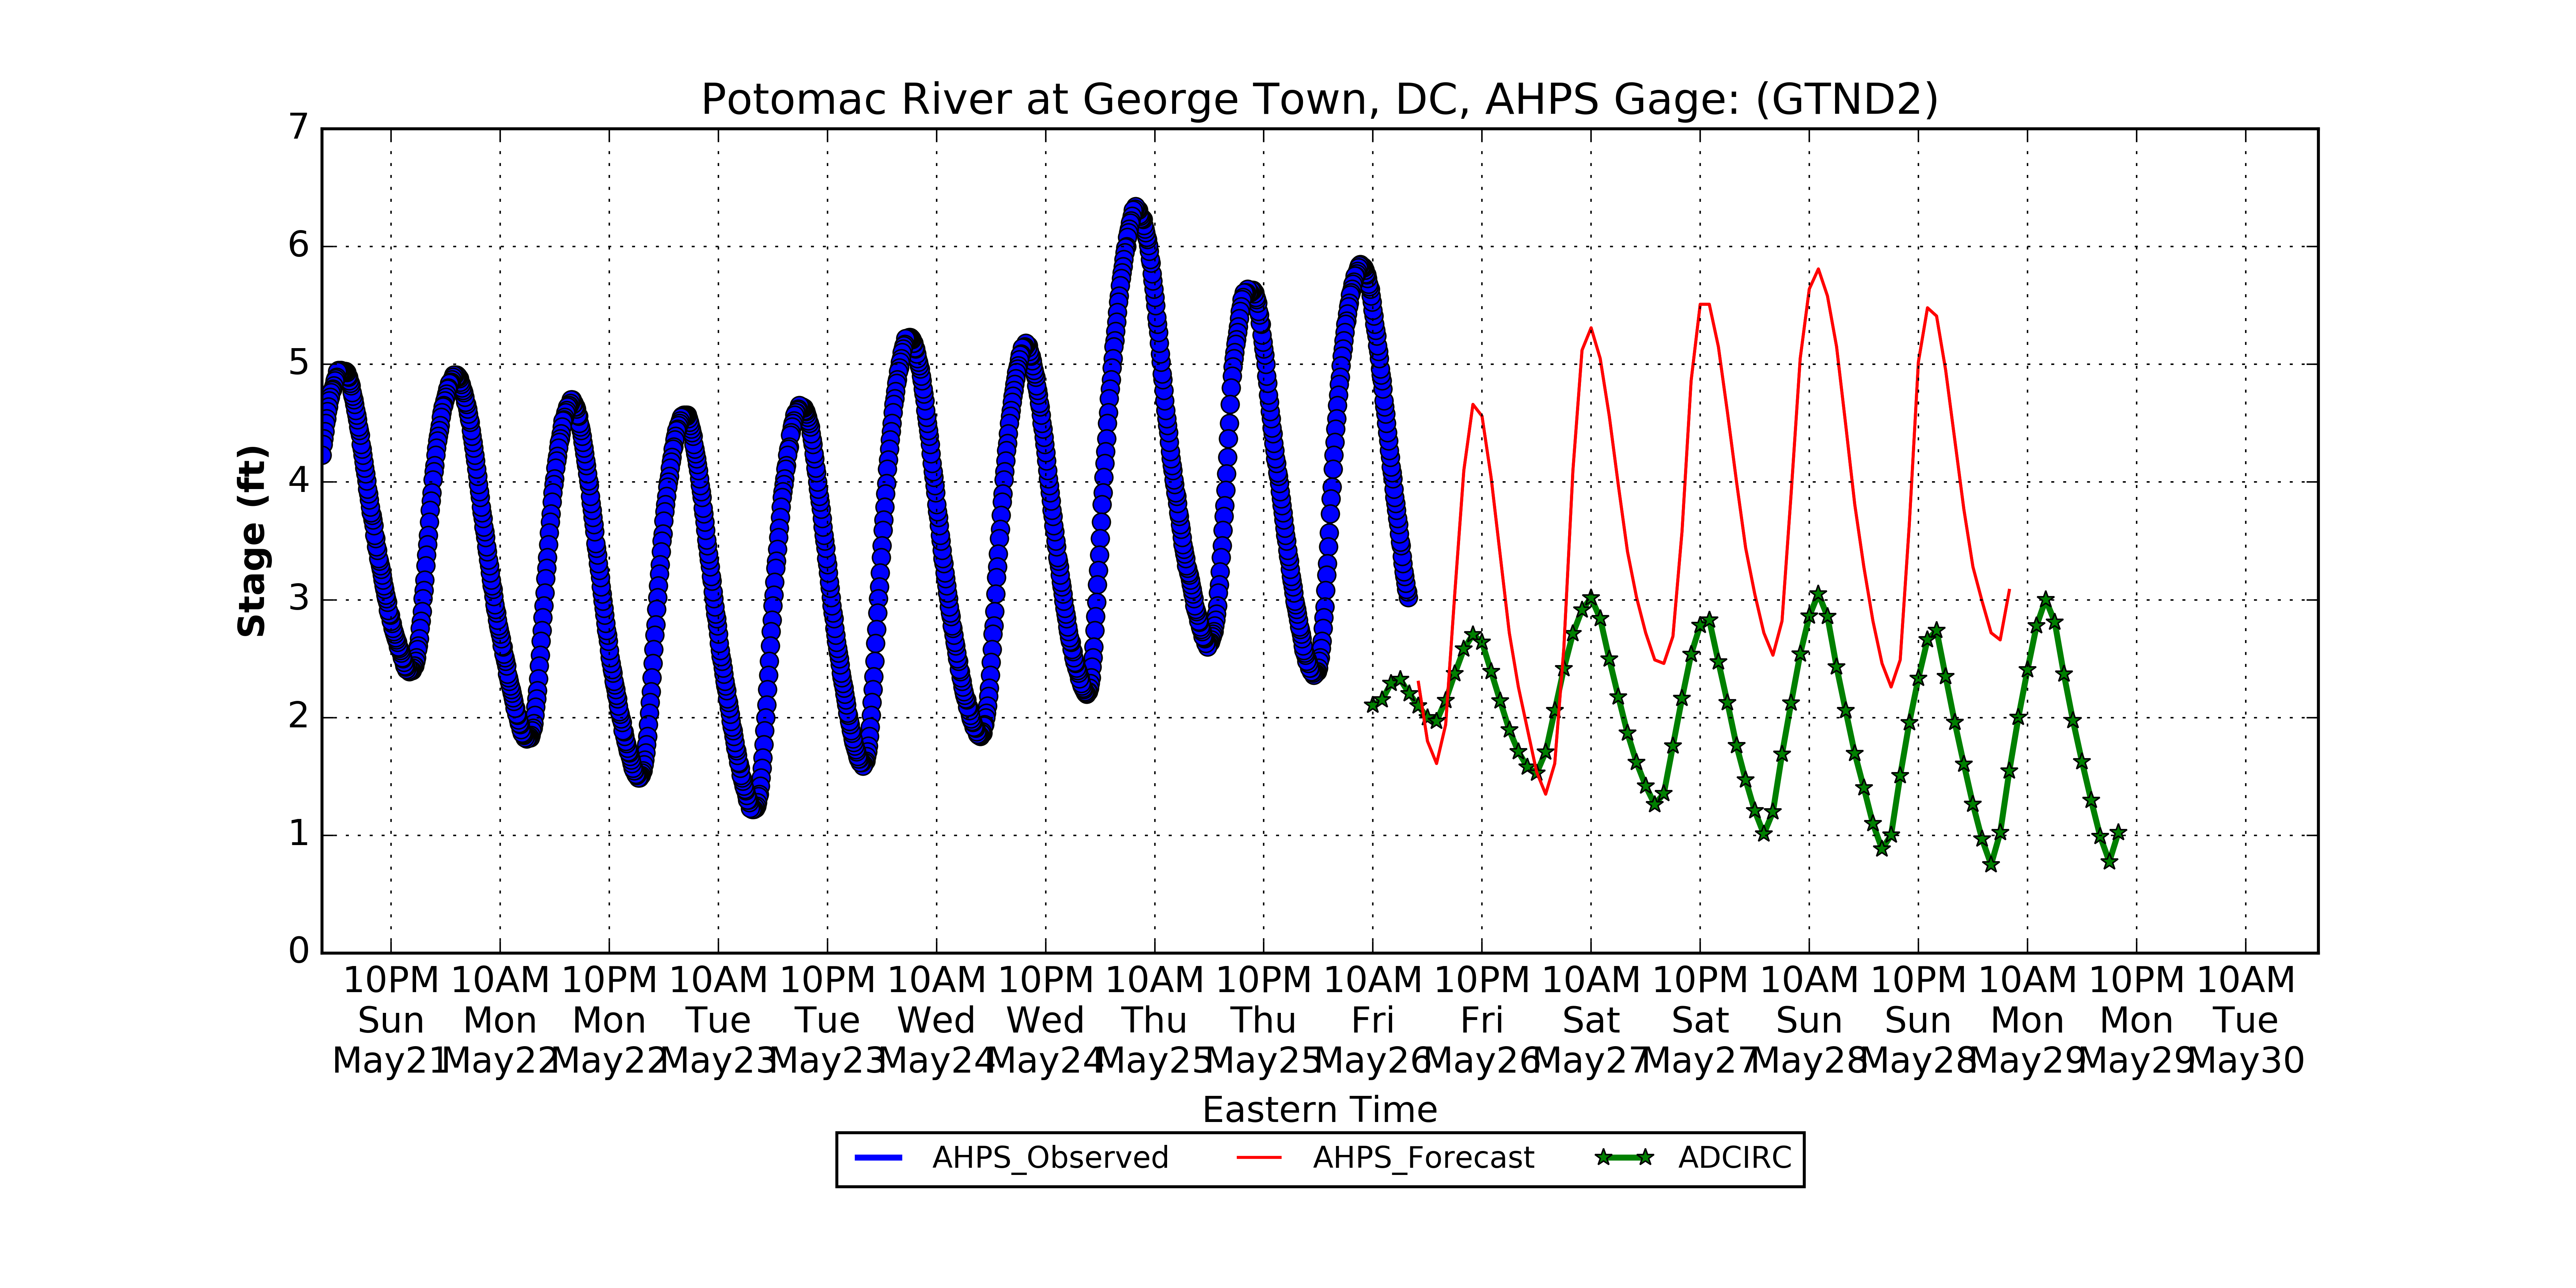 Potomac River at George Town, DC, AHPS Gage: (GTND2)
7
6
5
4
3
2
1
0
Stage (ft)
10PM 10AM 10PM 10AM 10PM 10AM 10PM 10AM 10PM 10AM 10PM 10AM 10PM 10AM 10PM 10AM 10PM 10AM
Sun Mon Mon Tue Tue Wed Wed Thu Thu Fri Fri Sat Sat Sun Sun Mon Mon Tue
May21 May22 May22 May23 May23 May24 May24 May25 May25 May26 May26 May27 May27 May28 May28 May29 May29 May30
Eastern Time
AHPS_Observed AHPS_Forecast ADCIRC